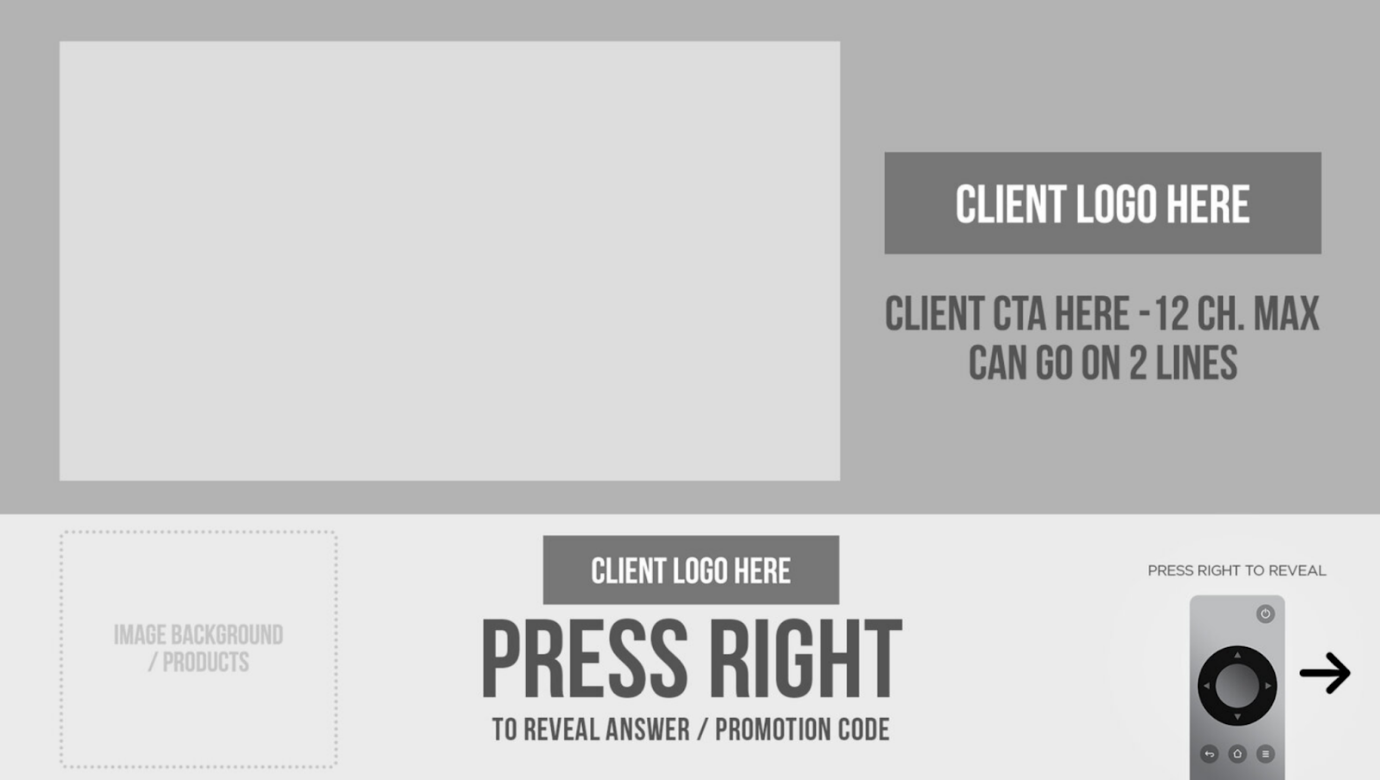 CLIENT LOGO HERE
CLIENT CTA HERE - 12 CH. MAX
CAN GO ON 2 LINES
IMAGE BACKGROUND
/ PRODUCTS
CLIENT LOGO HERE
PRESS RIGHT
TO REVEAL ANSWER / PROMOTION CODE
PRESS RIGHT TO REVEAL